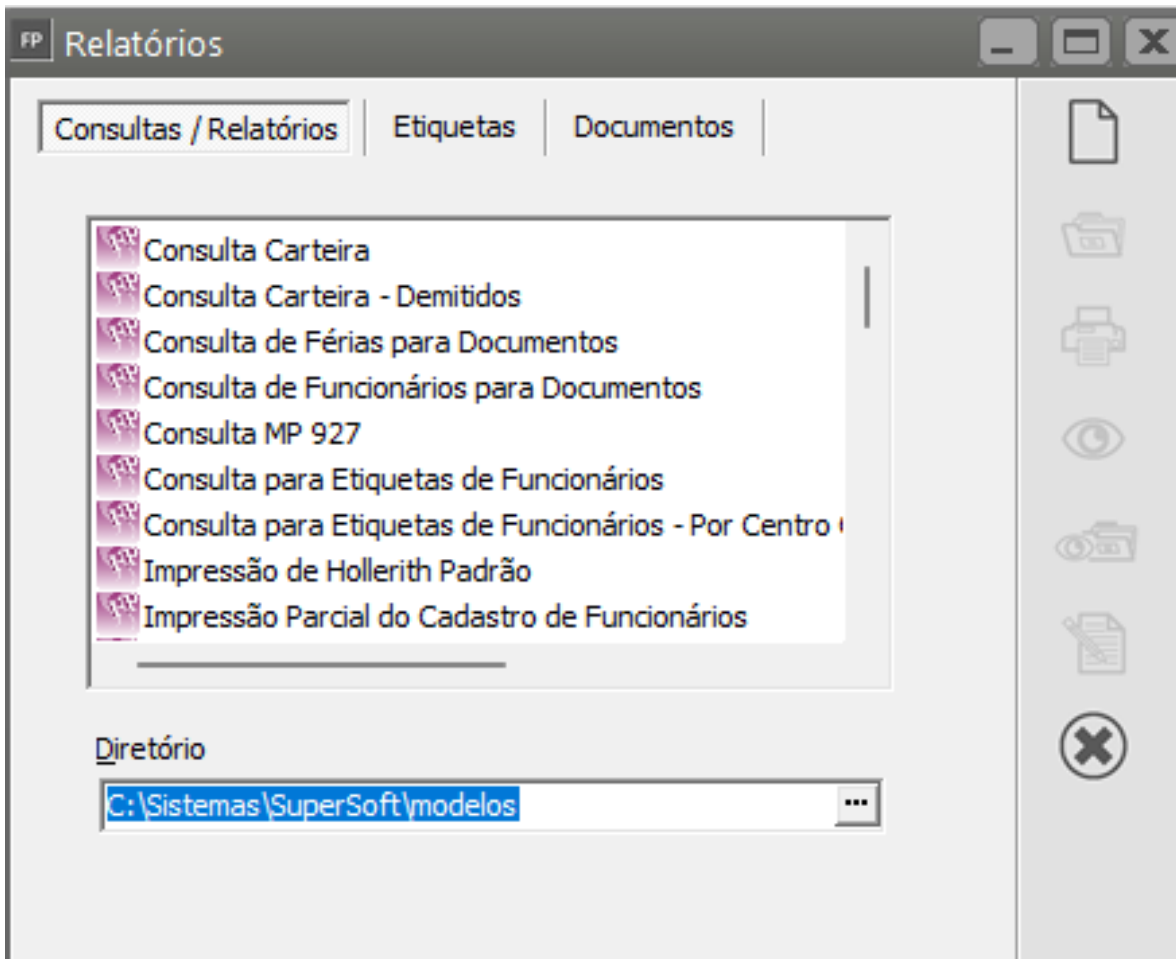 FP Relatórios
Consultas / Relatórios Etiquetas Documentos
Consulta Carteira
Consulta Carteira - Demitidos
Consulta de Férias para Documentos
Consulta de Funcionários para Documentos
Consulta MP 927
Consulta para Etiquetas de Funcionários
Consulta para Etiquetas de Funcionários - Por Centro
Impressão de Hollerith Padrão
Impressão Parcial do Cadastro de Funcionários
Diretório
C:\Sistemas\SuperSoft\modelos ...